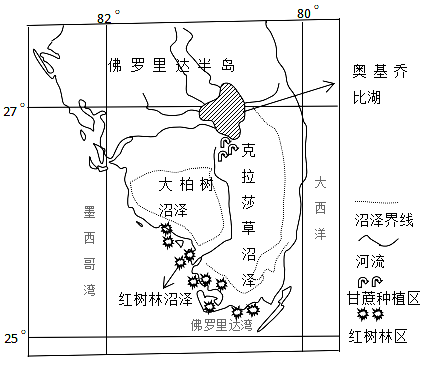 82°
80°
佛罗里达半岛
奥基乔
比湖
27°
克拉莎草沼泽
大柏树
沼泽
大西洋
墨西哥湾
沼泽界线
河流
红树林沼泽
甘蔗种植区
佛罗里达湾
红树林区
25°